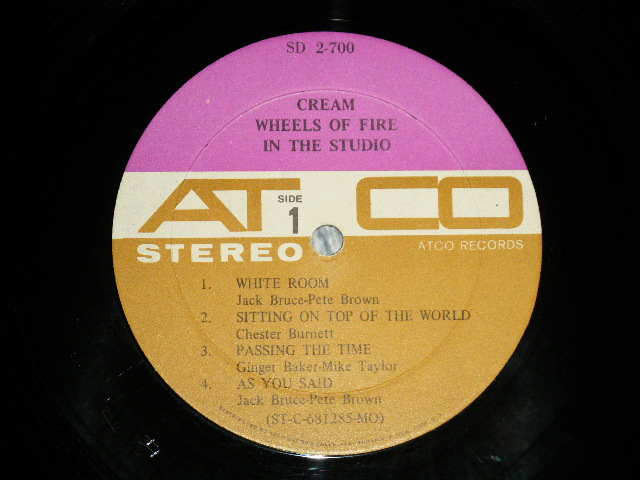 SD 2-700
CREAM
WHEELS OF FIRE
IN THE STUDIO
ATCO
SIDE
1
STEREO
ATCO RECORDS
1. WHITE ROOM
Jack Bruce-Pete Brown
2. SITTING ON TOP OF THE WORLD
Chester Burnett
3. PASSING THE TIME
Ginger Baker-Mike Taylor
4. AS YOU SAID
Jack Bruce-Pete Brown
(ST-C-681285-MO)